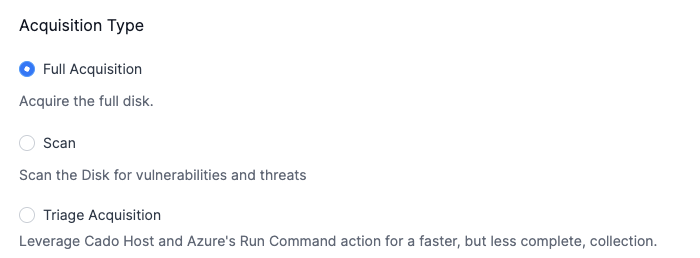 Acquisition Type
Full Acquisition
Acquire the full disk.
Scan
Scan the Disk for vulnerabilities and threats
Triage Acquisition
Leverage Cado Host and Azure's Run Command action for a faster, but less complete, collection.